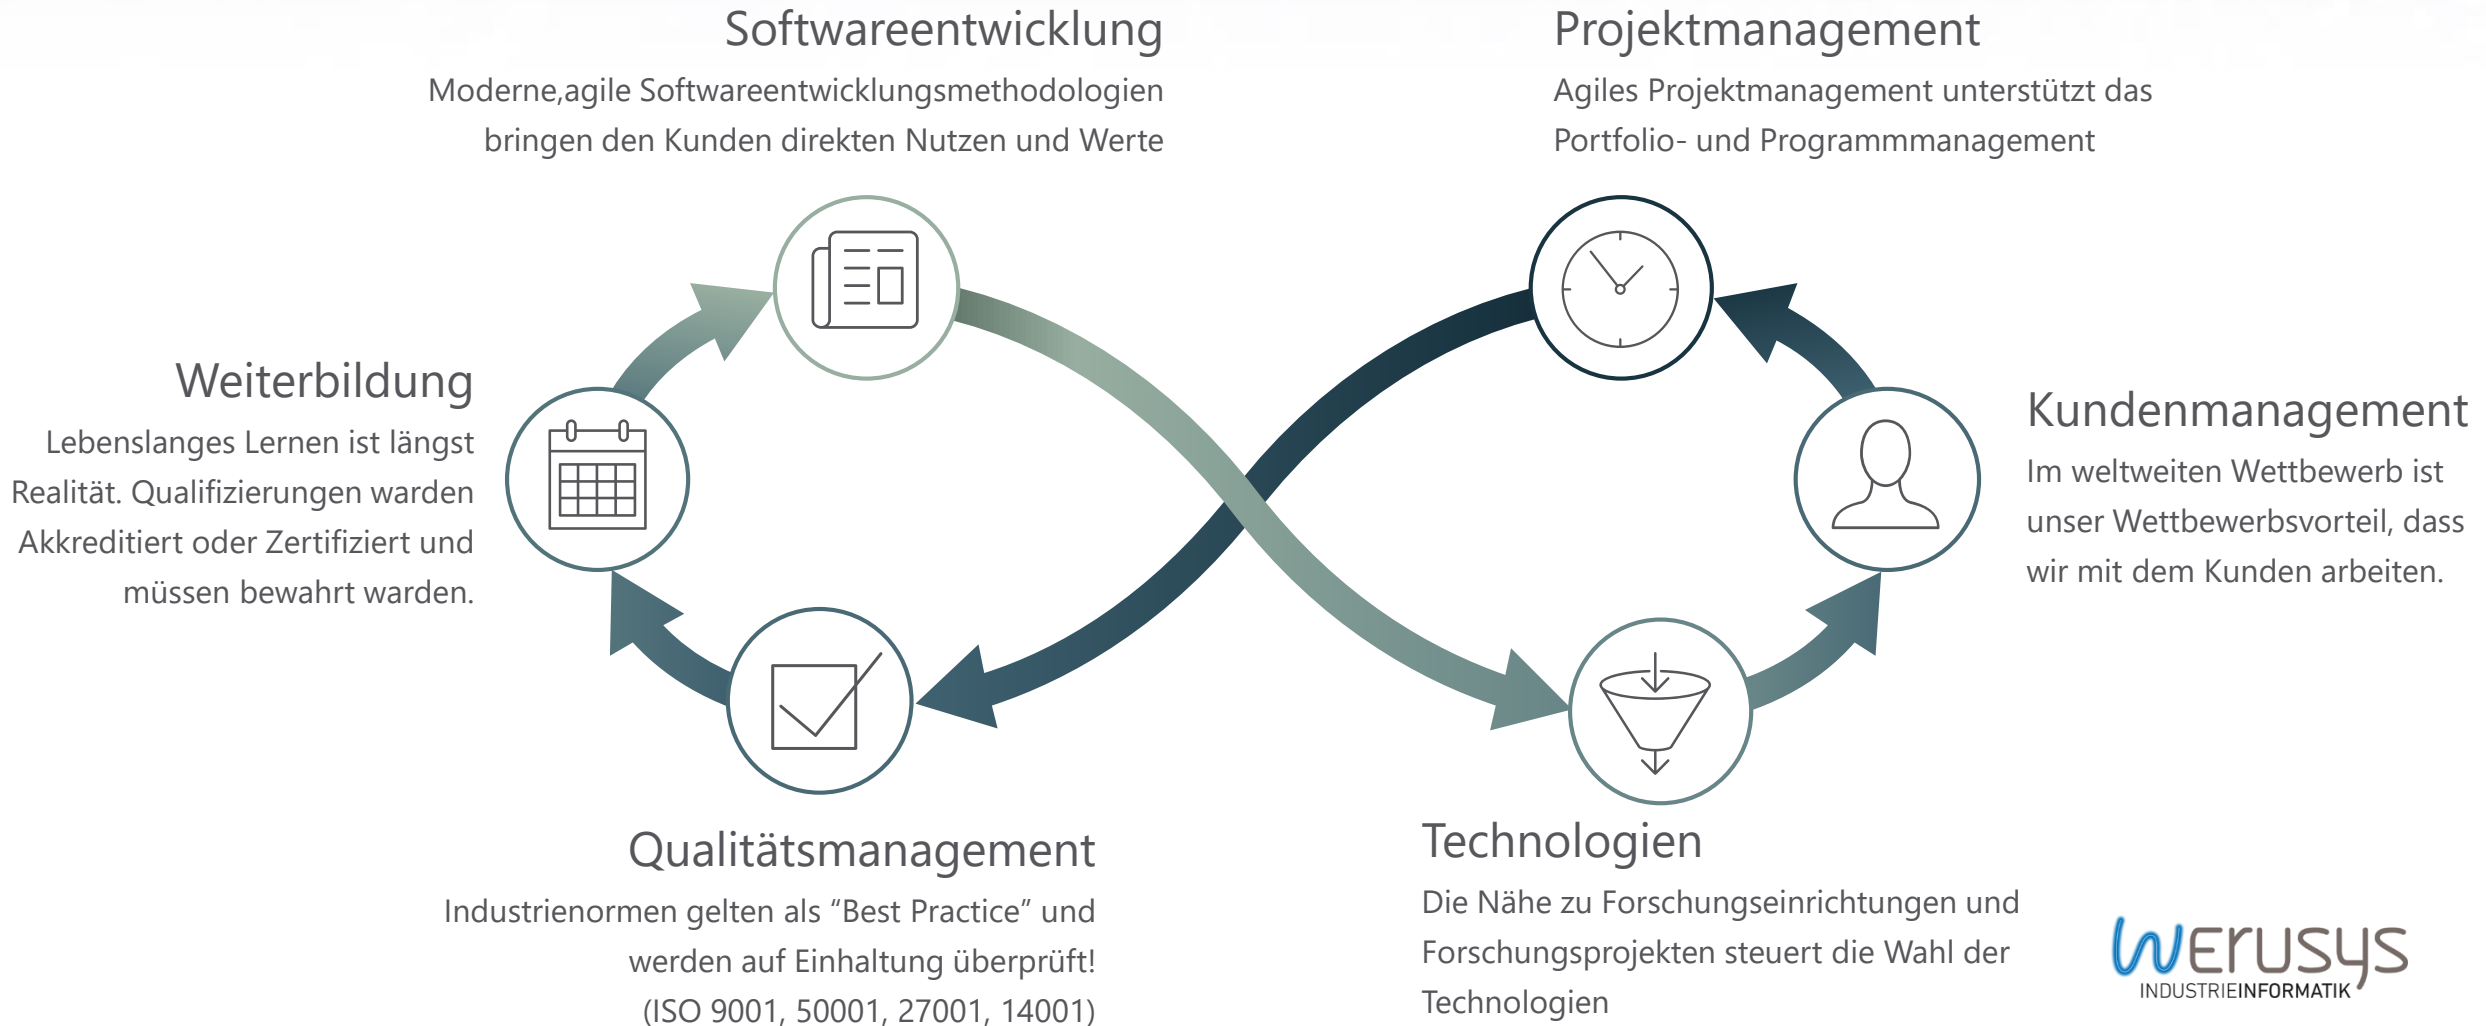 Softwareentwicklung
Moderne,agile Softwareentwicklungsmethodologien
bringen den Kunden direkten Nutzen und Werte
Projektmanagement
Agiles Projektmanagement unterstützt das
Portfolio- und Programmmanagement
Weiterbildung
Lebenslanges Lernen ist längst
Realität. Qualifizierungen warden
Akkreditiert oder Zertifiziert und
müssen bewahrt warden.
Kundenmanagement
Im weltweiten Wettbewerb ist
unser Wettbewerbsvorteil, dass
wir mit dem Kunden arbeiten.
Qualitätsmanagement
Industrienormen gelten als “Best Practice” und
werden auf Einhaltung überprüft!
(ISO 9001, 50001, 27001, 14001)
Technologien
Die Nähe zu Forschungseinrichtungen und
Forschungsprojekten steuert die Wahl der
Technologien
werusys
INDUSTRIEINFORMATIK